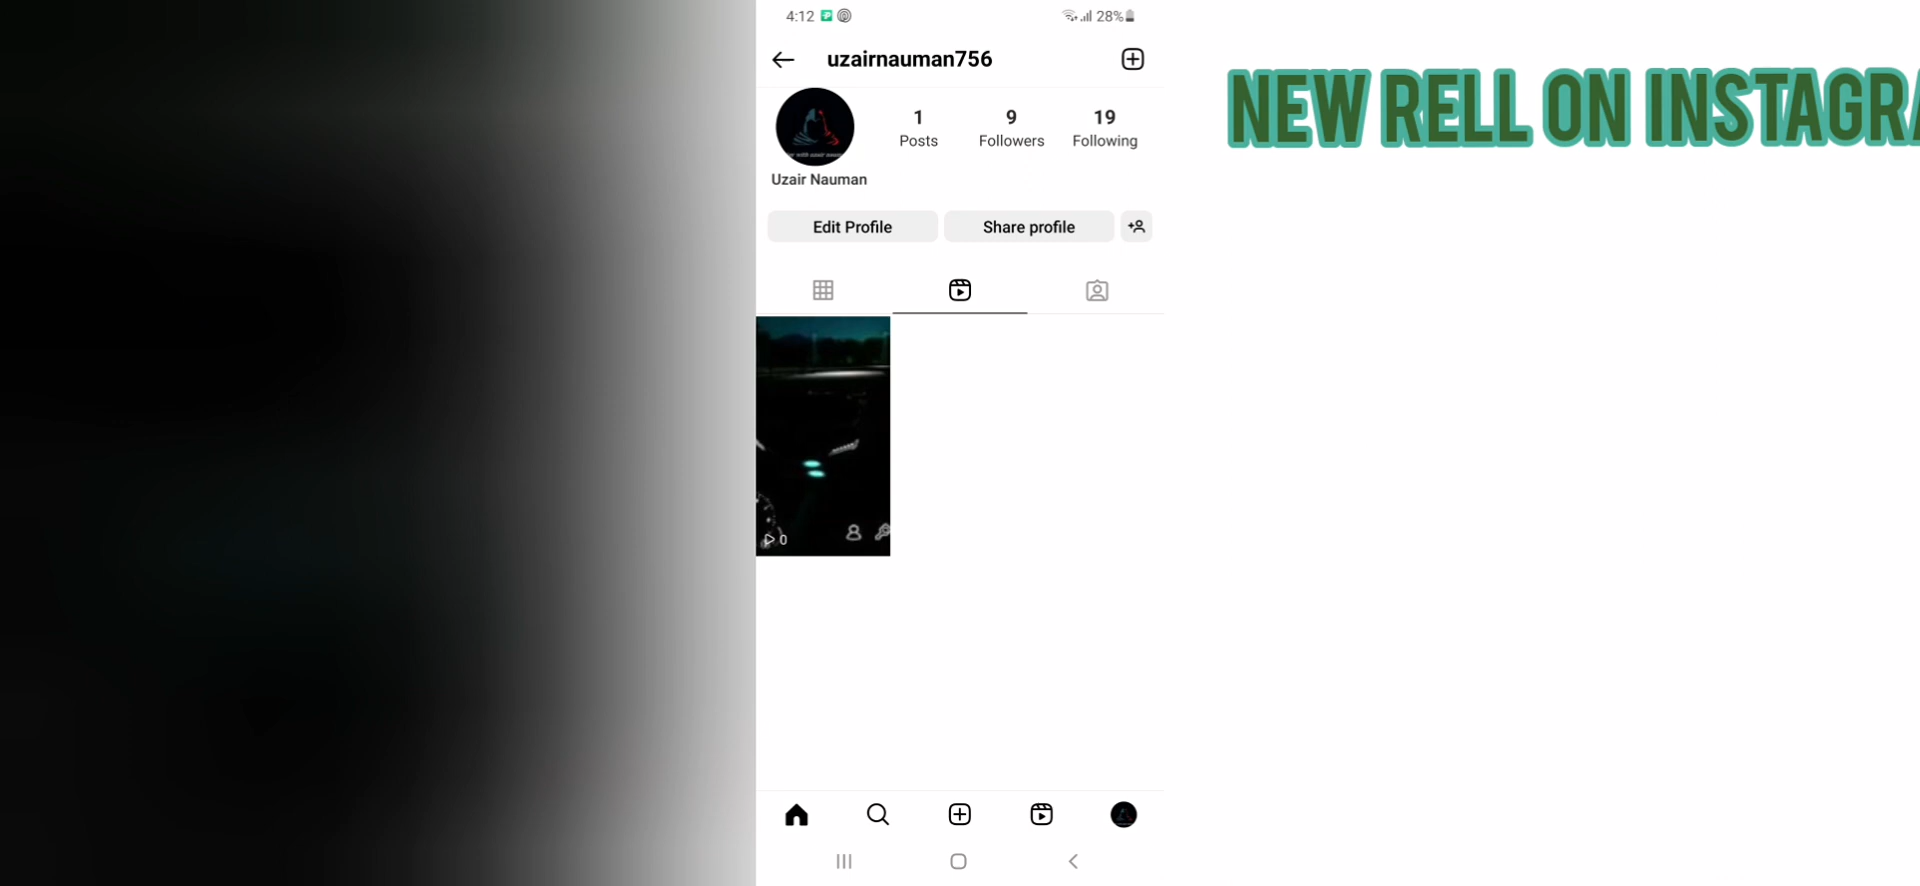 4:12
28%
uzairnauman756
NEW RELL ON INSTAGRA
1
Posts
9
Followers
19
Following
Uzair Nauman
Edit Profile
Share profile
0